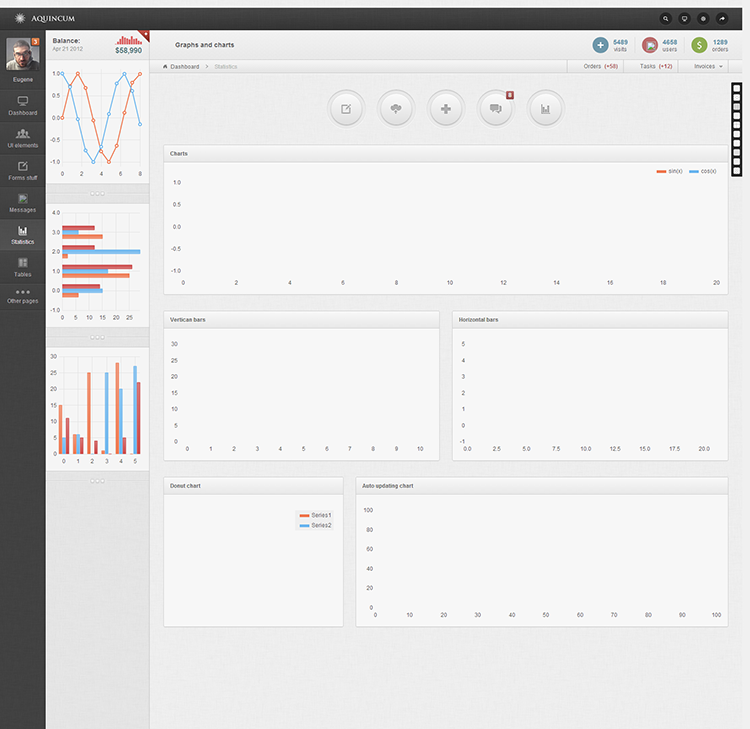 AQUINCUM
3
Eugene
Dashboard
UI elements
Forms stuff
Messages
Statistics
Tables
Other pages
Balance:
Apr 21 2012
$58,990
1.0
0.5
0.0
-0.5
-1.0
0 2 4 6 8
4.0
3.0
2.0
1.0
0.0
-1.0
0 5 10 15 20 25
30
25
20
15
10
5
0
0 1 2 3 4 5
Graphs and charts
5489 visits
4658 users
1289 orders
Dashboard
Statistics
Orders (+58)
Tasks (+12)
Invoices
8
Charts
sin(x) cos(x)
1.0
0.5
0.0
-0.5
-1.0
0 2 4 6 8 10 12 14 16 18 20
Vertican bars
30
25
20
15
10
5
0
0 1 2 3 4 5 6 7 8 9 10
Horizontal bars
5
4
3
2
1
0
-1
0.0 2.5 5.0 7.5 10.0 12.5 15.0 17.5 20.0
Donut chart
Series1
Series2
Auto updating chart
100
80
60
40
20
0
0 10 20 30 40 50 60 70 80 90 100